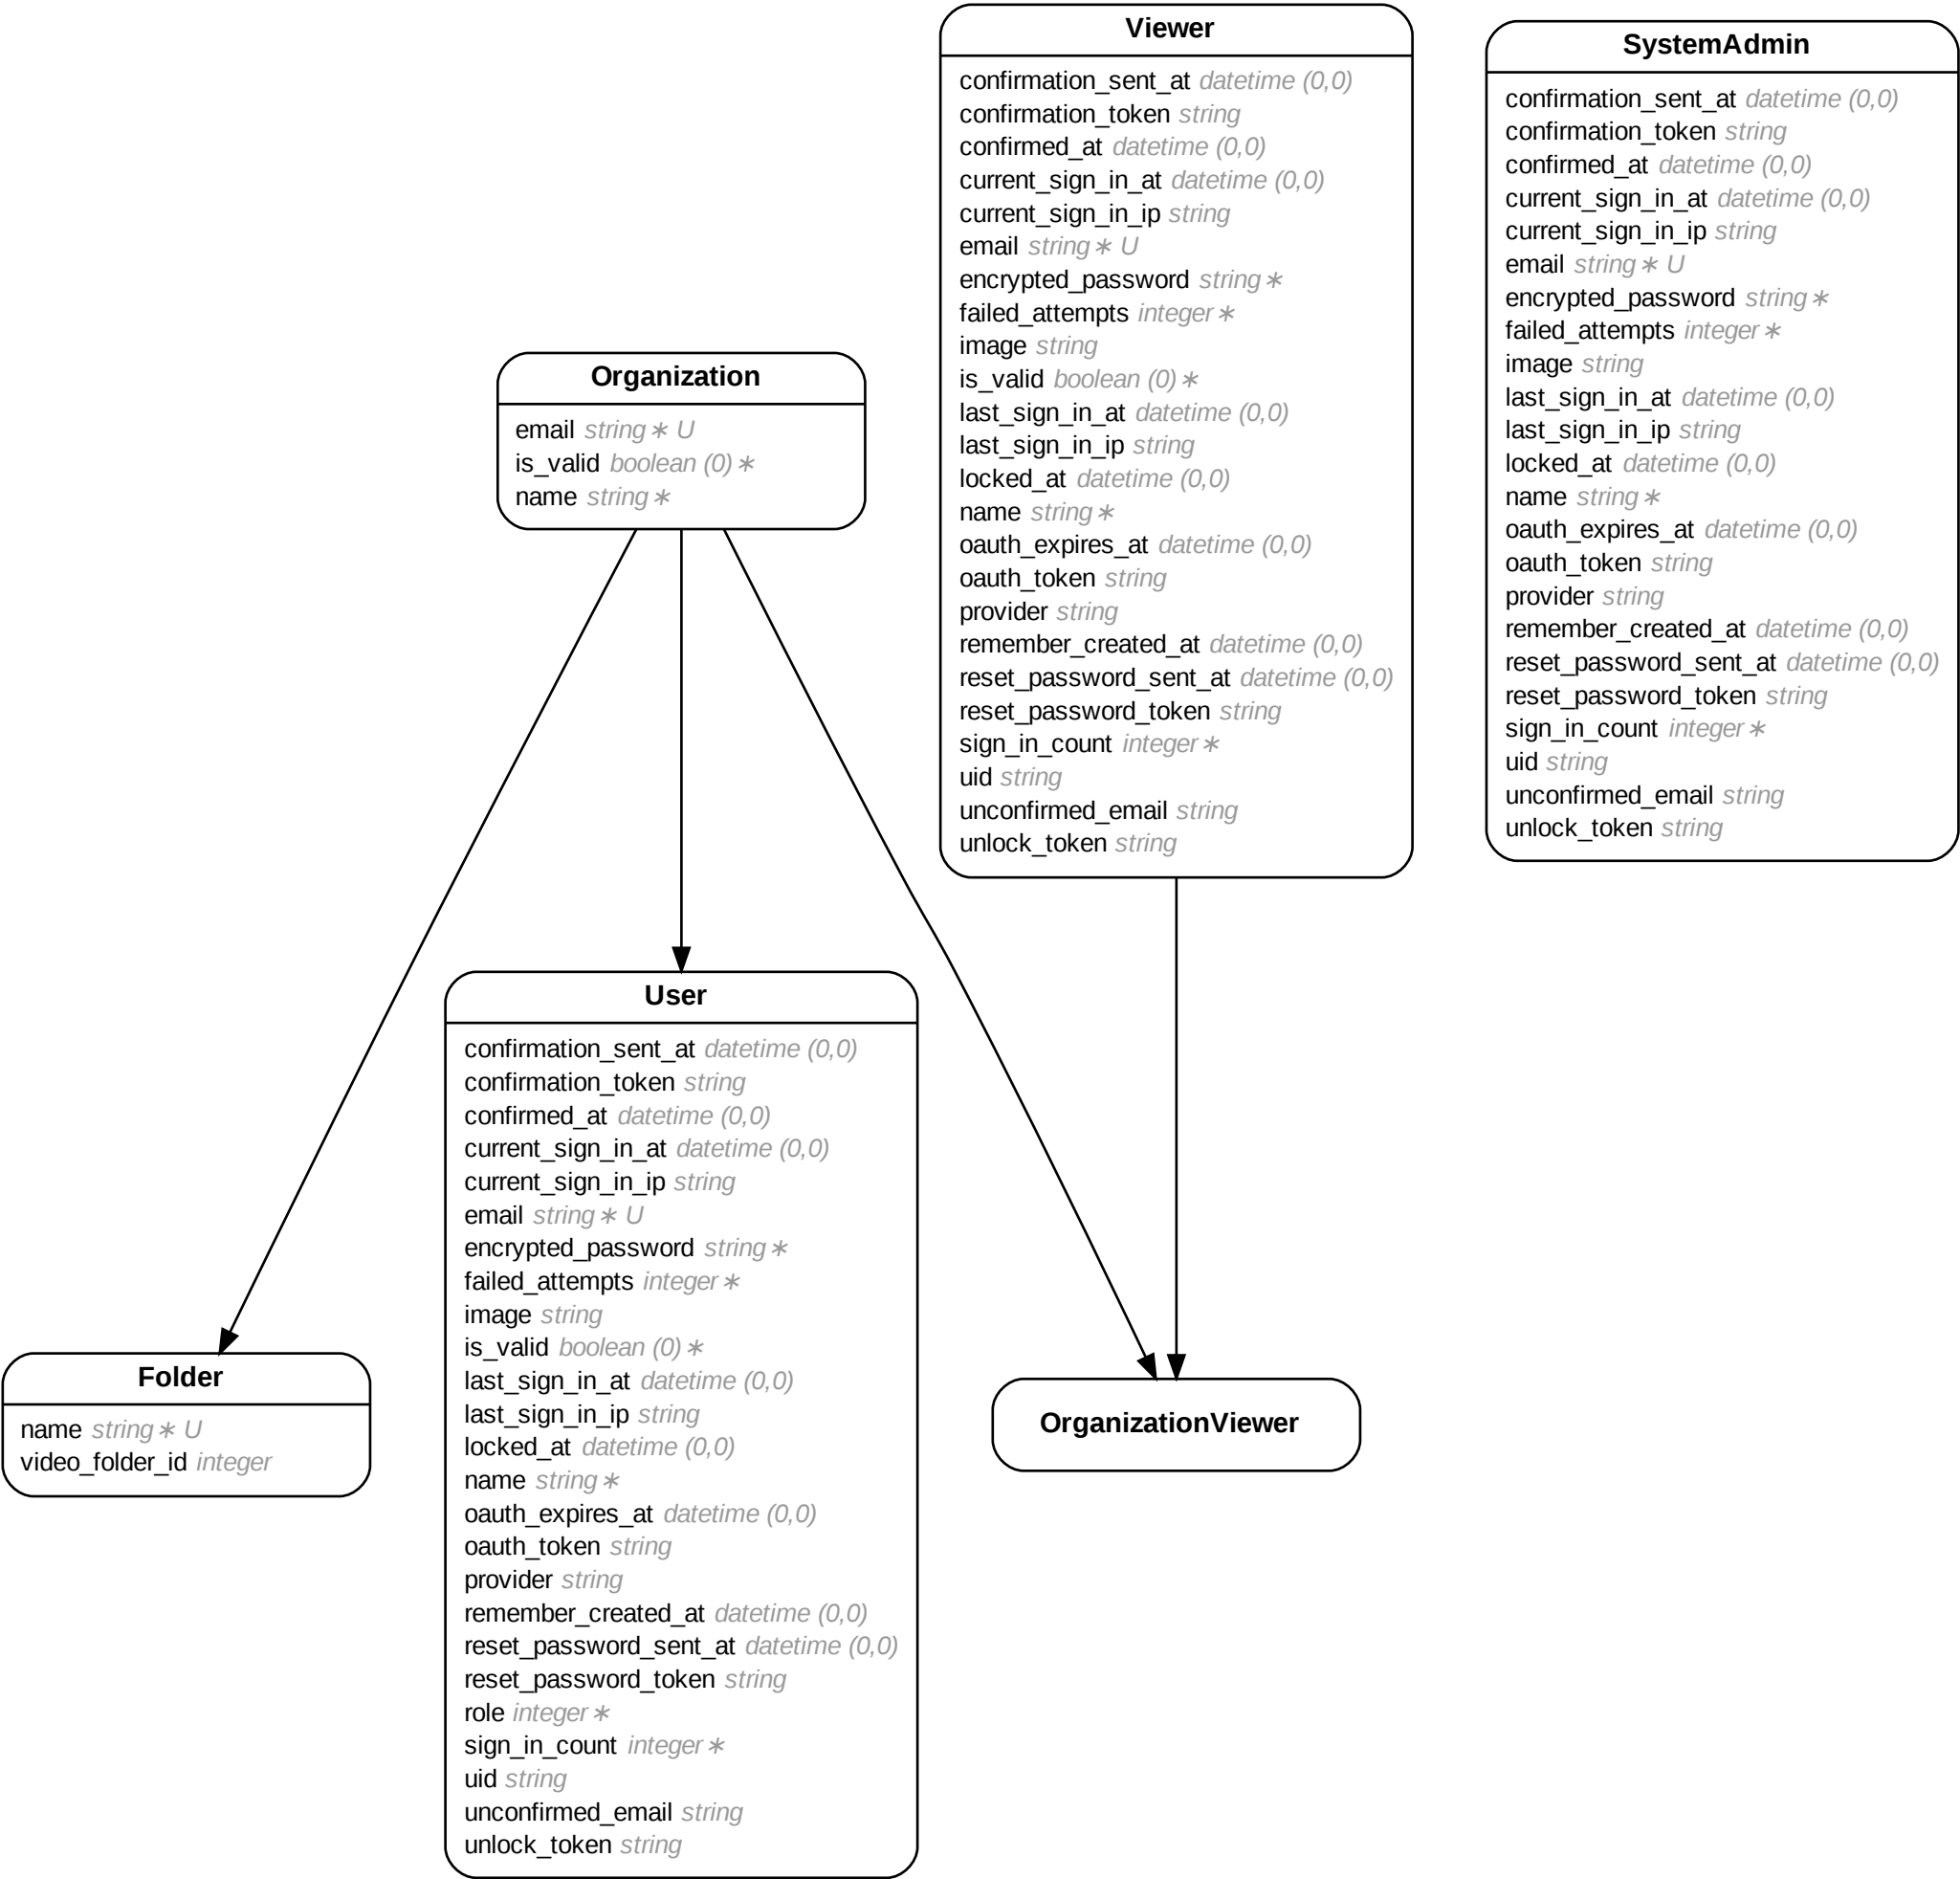 Viewer
confirmation_sent_at datetime (0,0)
confirmation_token string
confirmed_at datetime (0,0)
current_sign_in_at datetime (0,0)
current_sign_in_ip string
email string ∗ U
encrypted_password string ∗
failed_attempts integer ∗
image string
is_valid boolean (0) ∗
last_sign_in_at datetime (0,0)
last_sign_in_ip string
locked_at datetime (0,0)
name string ∗
oauth_expires_at datetime (0,0)
oauth_token string
provider string
remember_created_at datetime (0,0)
reset_password_sent_at datetime (0,0)
reset_password_token string
sign_in_count integer ∗
uid string
unconfirmed_email string
unlock_token string
SystemAdmin
confirmation_sent_at datetime (0,0)
confirmation_token string
confirmed_at datetime (0,0)
current_sign_in_at datetime (0,0)
current_sign_in_ip string
email string ∗ U
encrypted_password string ∗
failed_attempts integer ∗
image string
last_sign_in_at datetime (0,0)
last_sign_in_ip string
locked_at datetime (0,0)
name string ∗
oauth_expires_at datetime (0,0)
oauth_token string
provider string
remember_created_at datetime (0,0)
reset_password_sent_at datetime (0,0)
reset_password_token string
sign_in_count integer ∗
uid string
unconfirmed_email string
unlock_token string
Organization
email string ∗ U
is_valid boolean (0) ∗
name string ∗
User
confirmation_sent_at datetime (0,0)
confirmation_token string
confirmed_at datetime (0,0)
current_sign_in_at datetime (0,0)
current_sign_in_ip string
email string ∗ U
encrypted_password string ∗
failed_attempts integer ∗
image string
is_valid boolean (0) ∗
last_sign_in_at datetime (0,0)
last_sign_in_ip string
locked_at datetime (0,0)
name string ∗
oauth_expires_at datetime (0,0)
oauth_token string
provider string
remember_created_at datetime (0,0)
reset_password_sent_at datetime (0,0)
reset_password_token string
role integer ∗
sign_in_count integer ∗
uid string
unconfirmed_email string
unlock_token string
Folder
name string ∗ U
video_folder_id integer
OrganizationViewer